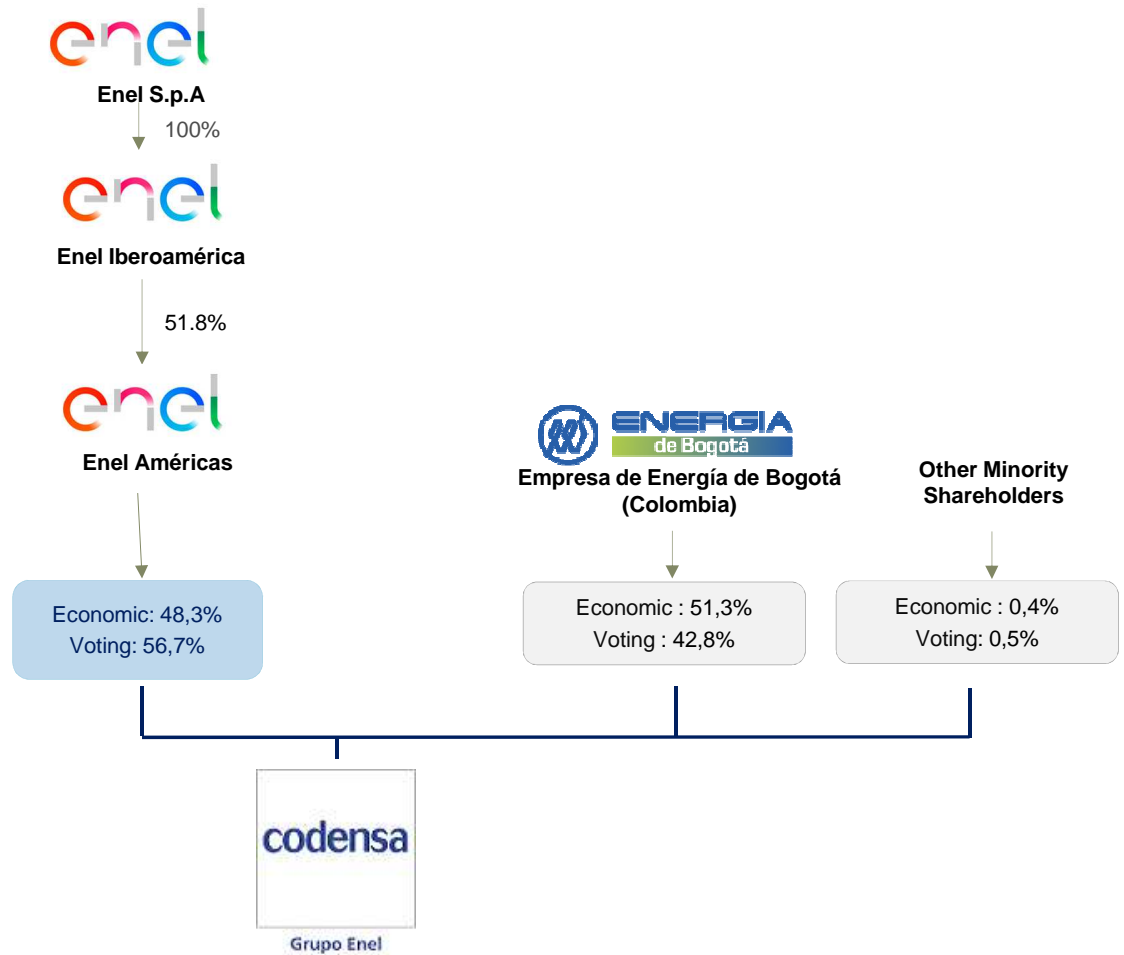 enel
Enel S.p.A
100%
enel
Enel Iberoamérica
51.8%
enel
Enel Américas
ENERGIA
de Bogotá
Empresa de Energía de Bogotá
(Colombia)
Other Minority
Shareholders
Economic: 48,3%
Voting: 56,7%
Economic : 51,3%
Voting : 42,8%
Economic : 0,4%
Voting: 0,5%
codensa
Grupo Enel